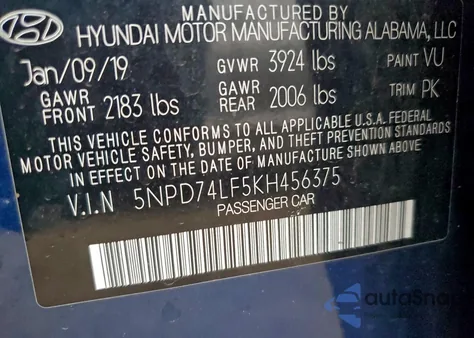 MANUFACTURED BY
HYUNDAI MOTOR MANUFACTURING ALABAMA, LLC
Jan/09/19 GVWR 3924 lbs PAINT VU
GAWR FRONT 2183 lbs GAWR REAR 2006 lbs TRIM PK
THIS VEHICLE CONFORMS TO ALL APPLICABLE U.S.A. FEDERAL
MOTOR VEHICLE SAFETY, BUMPER, AND THEFT PREVENTION
STANDARDS IN EFFECT ON THE DATE OF MANUFACTURE SHOWN ABOVE.
V.I.N 5NPD74LF5KH456375
PASSENGER CAR